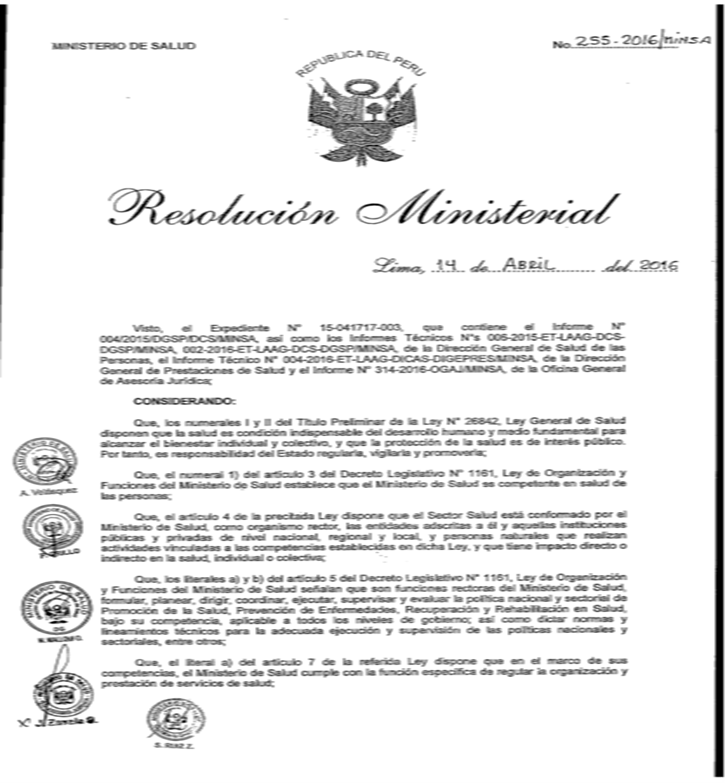 MINISTERIO DE SALUD
No. 255-2016/MINSA
REPUBLICA DEL PERU
Resolución Ministerial
Lima, 14 de ABRIL del 2016
Visto, el Expediente N° 15-041717-003, que contiene el Informe N°
004/2015/DGSP/DCS/MINSA, así como los Informes Técnicos N°s 006-2015-ET-LAAG-DCS-
DGSP/MINSA, 002-2016-ET-LAAG-DCS-DGSP/MINSA, de la Dirección General de Salud de las
Personas, el Informe Técnico N° 004-2016-ET-LAAG-DICAS-DIGEPRES/MINSA, de la Dirección
General de Prestaciones de Salud y el Informe N° 314-2016-OGAJ/MINSA, de la Oficina General
de Asesoría Jurídica;
CONSIDERANDO:
Que, los numerales I y II del Título Preliminar de la Ley N° 26842, Ley General de Salud
disponen que la salud es condición indispensable del desarrollo humano y medio fundamental para
alcanzar el bienestar individual y colectivo, y que la protección de la salud es de interés público.
Por tanto, es responsabilidad del Estado regularla, vigilarla y promoverla;
Que, el numeral 1) del artículo 3 del Decreto Legislativo N° 1161, Ley de Organización y
Funciones del Ministerio de Salud establece que el Ministerio de Salud es competente en salud de
las personas;
Que, el artículo 4 de la precitada Ley dispone que el Sector Salud está conformado por el
Ministerio de Salud, como organismo rector, las entidades adscritas a él y aquellas instituciones
públicas y privadas de nivel nacional, regional y local, y personas naturales que realizan
actividades vinculadas a las competencias establecidas en dicha Ley, y que tiene impacto directo o
indirecto en la salud, individual o colectiva;
Que, los literales a) y b) del artículo 5 del Decreto Legislativo N° 1161, Ley de Organización
y Funciones del Ministerio de Salud señalan que son funciones rectoras del Ministerio de Salud,
formular, planear, dirigir, coordinar, ejecutar, supervisar y evaluar la política nacional y sectorial de
Promoción de la Salud, Prevención de Enfermedades, Recuperación y Rehabilitación en Salud,
bajo su competencia, aplicable a todos los niveles de gobierno; así como dictar normas y
lineamientos técnicos para la adecuada ejecución y supervisión de las políticas nacionales y
sectoriales, entre otros;
Que, el literal a) del artículo 7 de la referida Ley dispone que en el marco de sus
competencias, el Ministerio de Salud cumple con la función específica de regular la organización y
prestación de servicios de salud;
A. Velásquez
MINISTERIO DE SALUD
S. RUIZ Z.